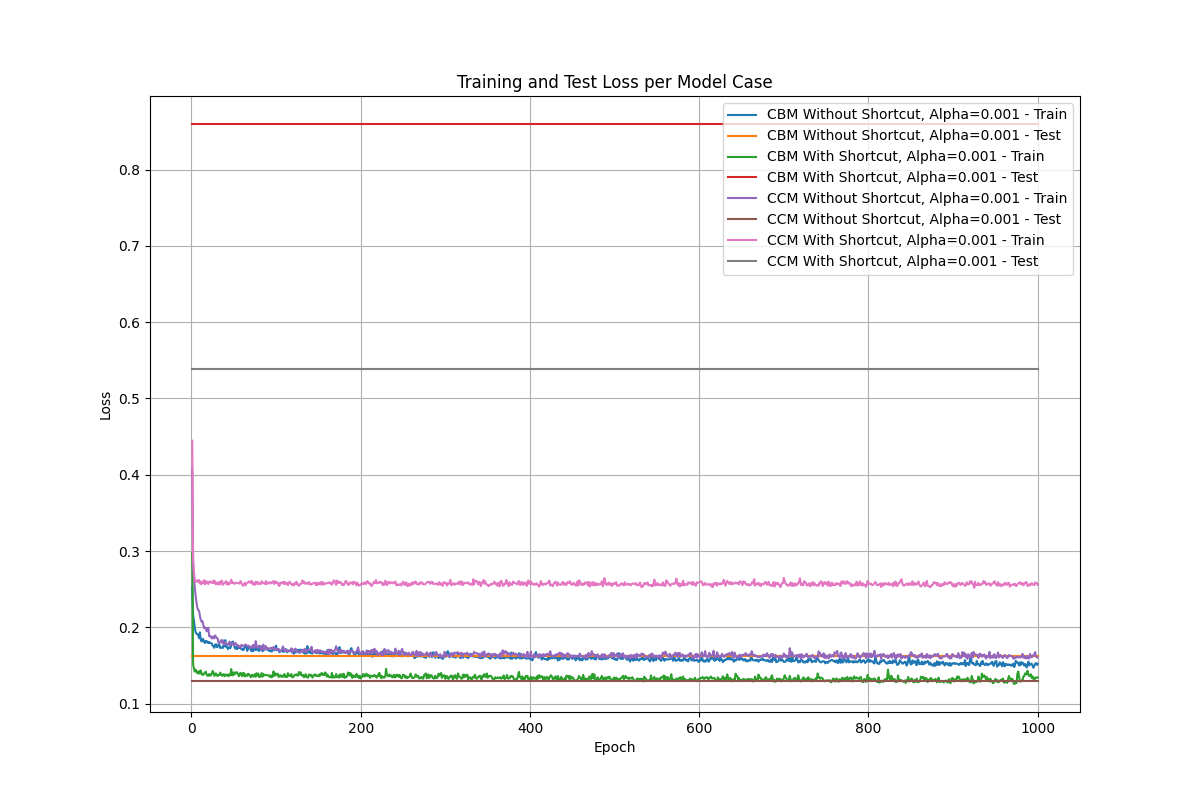 Training and Test Loss per Model Case
CBM Without Shortcut, Alpha=0.001 - Train
CBM Without Shortcut, Alpha=0.001 - Test
CBM With Shortcut, Alpha=0.001 - Train
CBM With Shortcut, Alpha=0.001 - Test
CCM Without Shortcut, Alpha=0.001 - Train
CCM Without Shortcut, Alpha=0.001 - Test
CCM With Shortcut, Alpha=0.001 - Train
CCM With Shortcut, Alpha=0.001 - Test
Loss
0.8
0.7
0.6
0.5
0.4
0.3
0.2
0.1
0 200 400 600 800 1000
Epoch